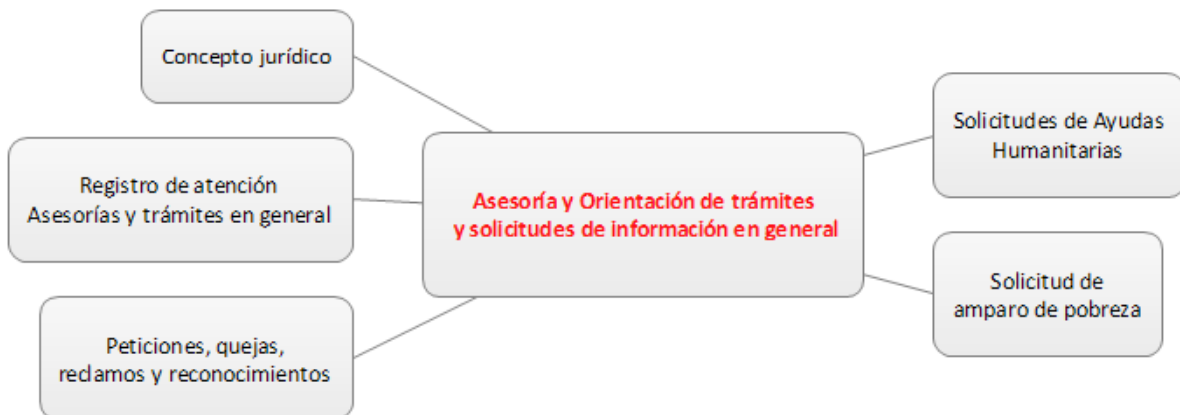 Concepto jurídico
Registro de atención
Asesorías y trámites en general
Peticiones, quejas,
reclamos y reconocimientos
Asesoría y Orientación de trámites
y solicitudes de información en general
Solicitudes de Ayudas
Humanitarias
Solicitud de
amparo de pobreza